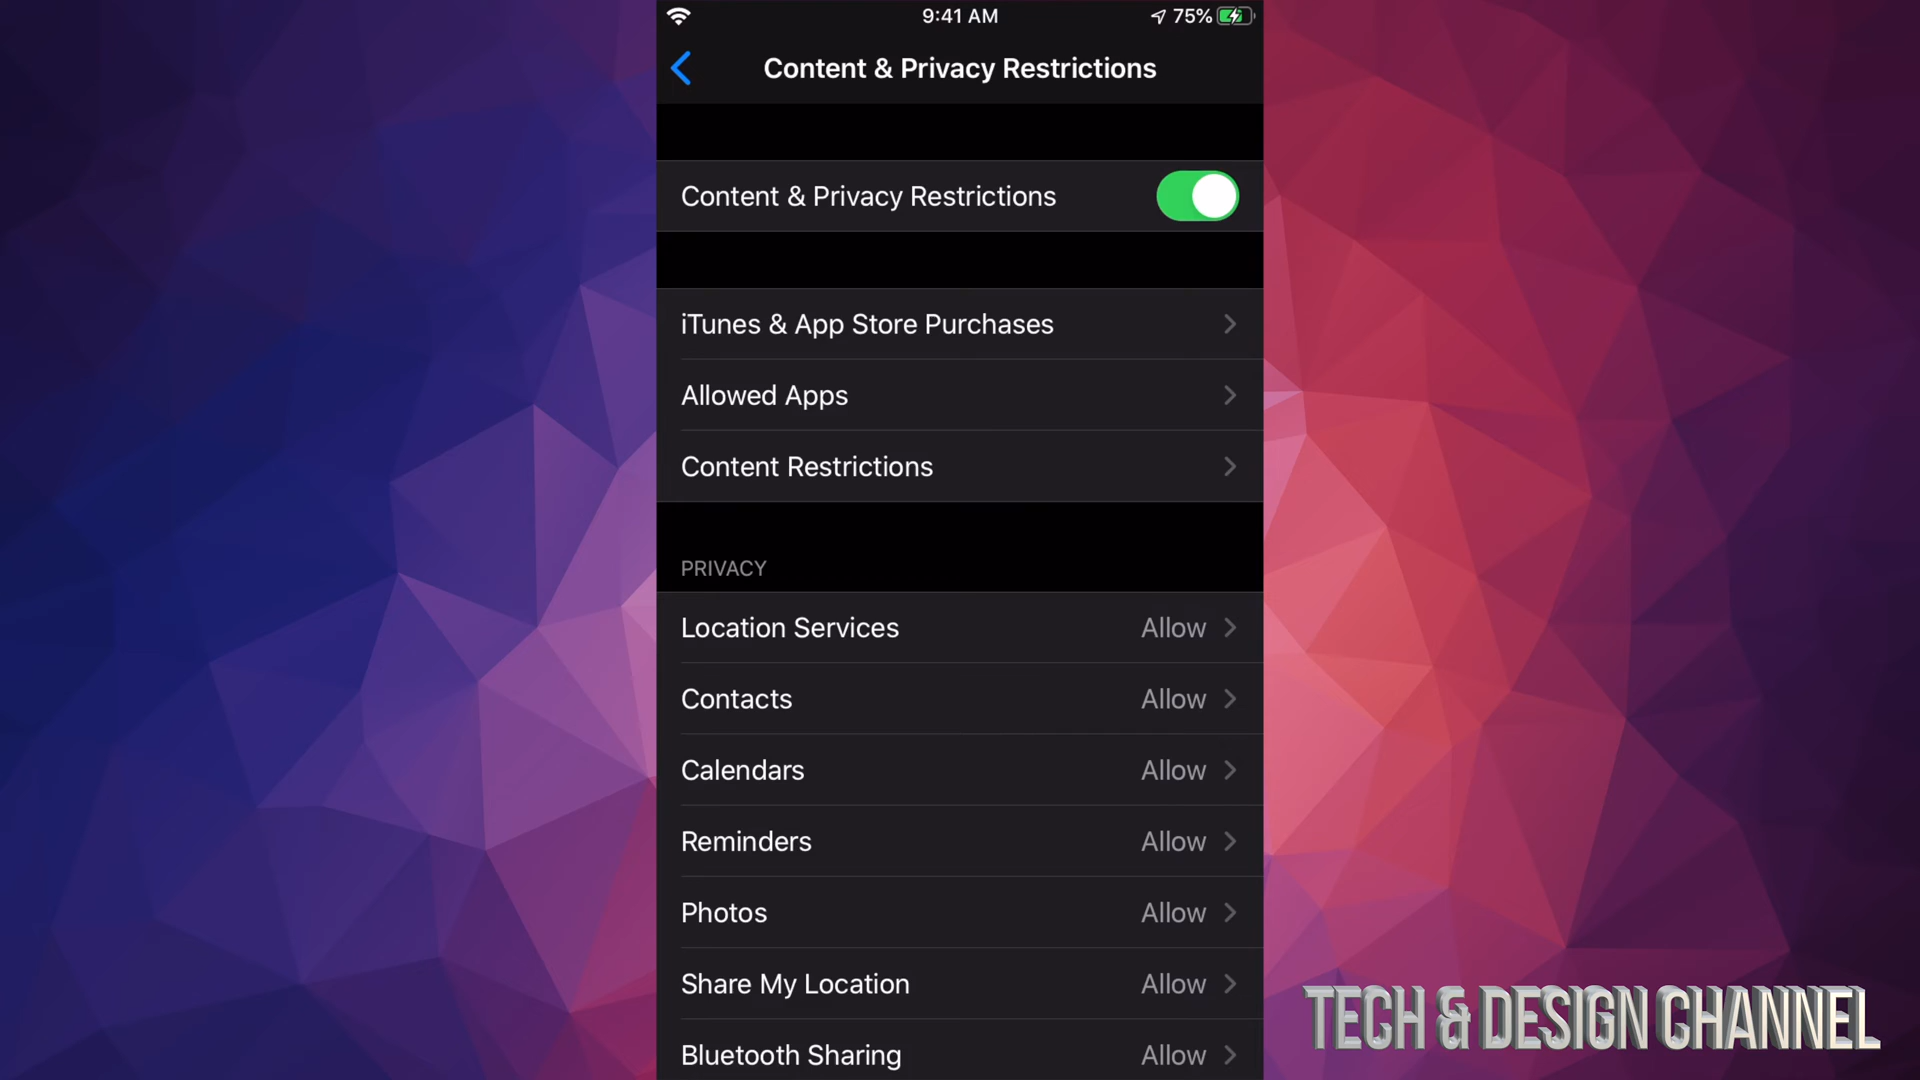 9:41 AM
75%
Content & Privacy Restrictions
Content & Privacy Restrictions
iTunes & App Store Purchases
Allowed Apps
Content Restrictions
PRIVACY
Location Services Allow
Contacts Allow
Calendars Allow
Reminders Allow
Photos Allow
Share My Location Allow
Bluetooth Sharing Allow
TECH & DESIGN CHANNEL